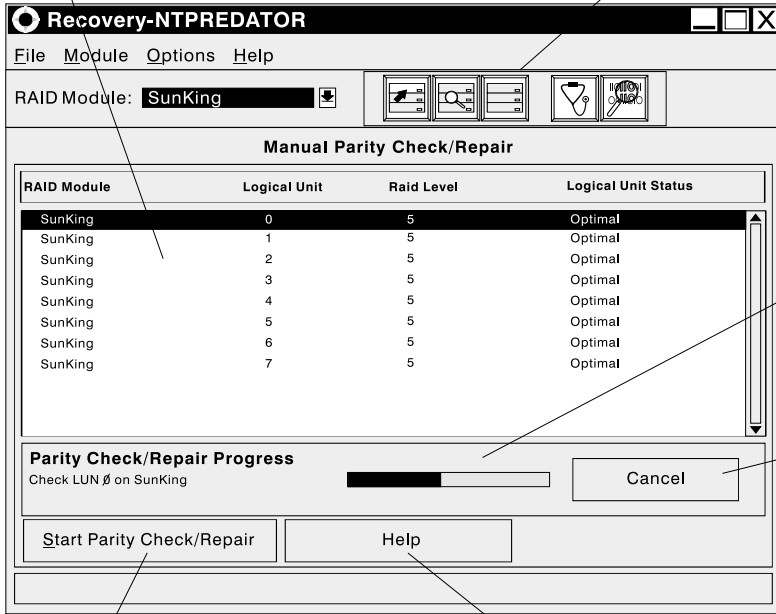 Recovery-NTPREDATOR
File Module Options Help
RAID Module: SunKing
Manual Parity Check/Repair
RAID Module Logical Unit Raid Level Logical Unit Status
SunKing 0 5 Optimal
SunKing 1 5 Optimal
SunKing 2 5 Optimal
SunKing 3 5 Optimal
SunKing 4 5 Optimal
SunKing 5 5 Optimal
SunKing 6 5 Optimal
SunKing 7 5 Optimal
Parity Check/Repair Progress
Check LUN 0 on SunKing
Cancel
Start Parity Check/Repair Help